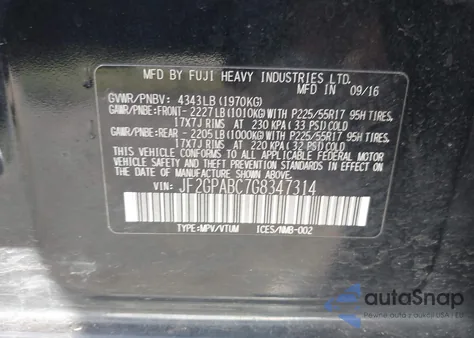 MFD BY FUJI HEAVY INDUSTRIES LTD.
MFD IN 09/16
GVWR/PNBV: 4343LB(1970KG)
GAWR/PNBE:FRONT- 2227LB(1010KG)WITH P225/55R17 95H TIRES,
17X7J RIMS AT 230 KPA(33 PSI)COLD
GAWR/PNBE:REAR - 2205LB(1000KG)WITH P225/55R17 95H TIRES,
17X7J RIMS AT 220 KPA(32 PSI)COLD
THIS VEHICLE CONFORMS TO ALL APPLICABLE FEDERAL MOTOR
VEHICLE SAFETY AND THEFT PREVENTION STANDARDS IN EFFECT ON
THE DATE OF MANUFACTURE SHOWN ABOVE.
VIN: JF2GPABC7G8347314
TYPE:MPV/VTUM ICES/NMB-002
autoSnap
Pewne auta z USA i EU